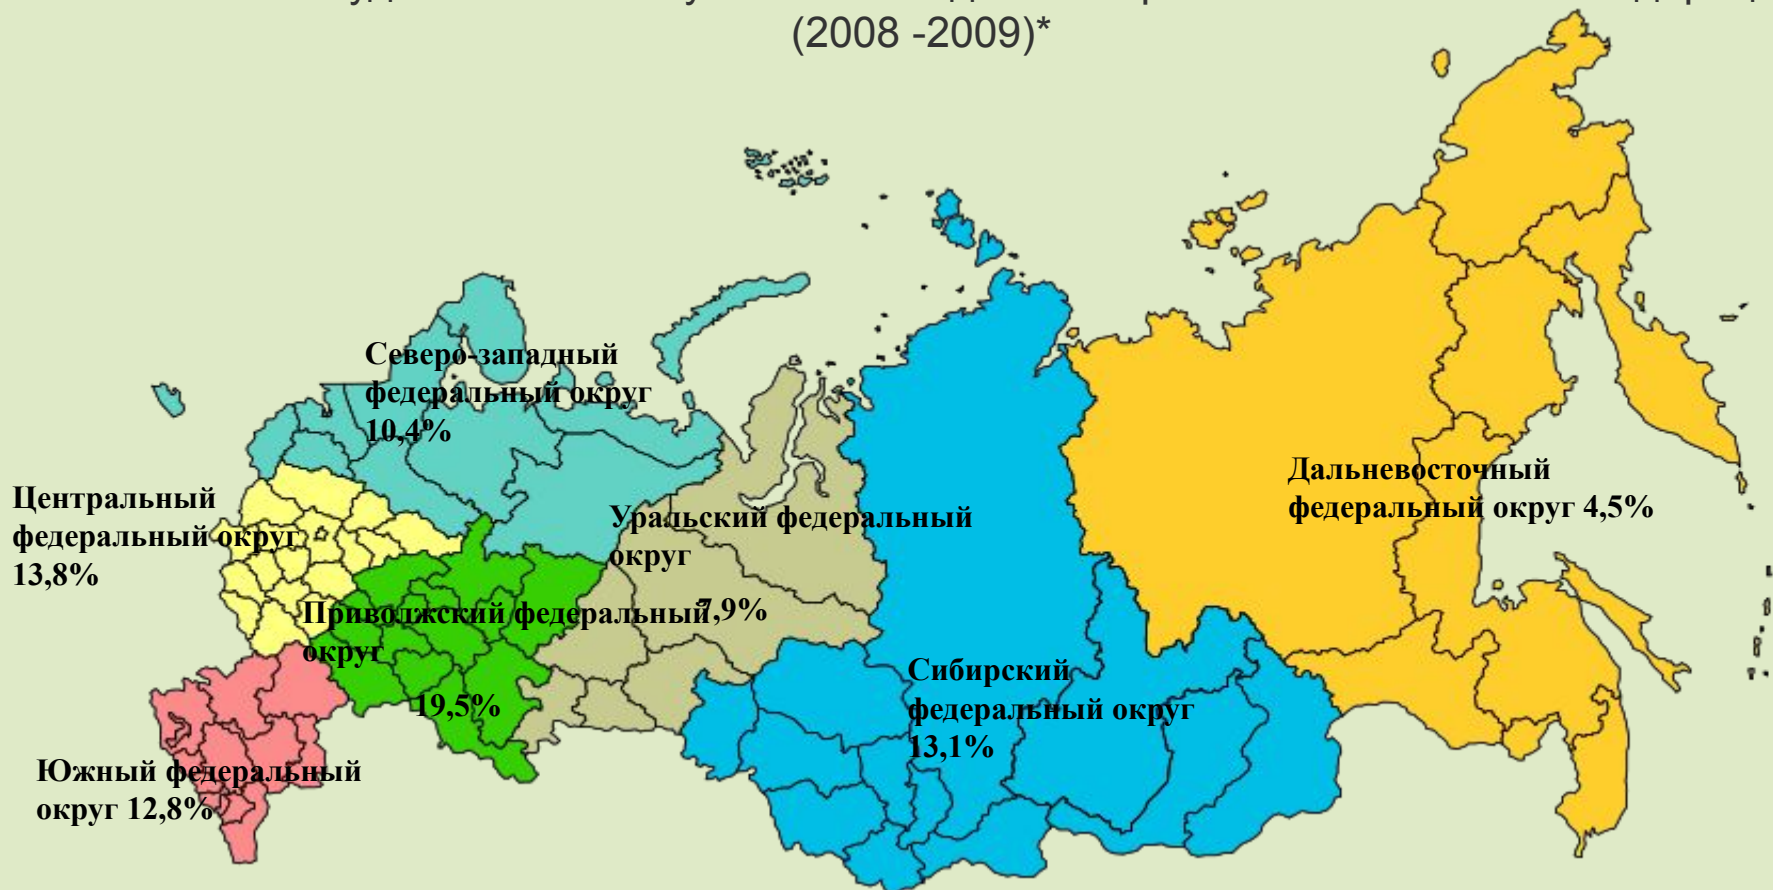 (2008 -2009)*
Северо-западный
федеральный округ
10,4%
Центральный
федеральный округ
13,8%
Уральский федеральный
округ
7,9%
Дальневосточный
федеральный округ 4,5%
Приволжский федеральный
округ
19,5%
Сибирский
федеральный округ
13,1%
Южный федеральный
округ 12,8%